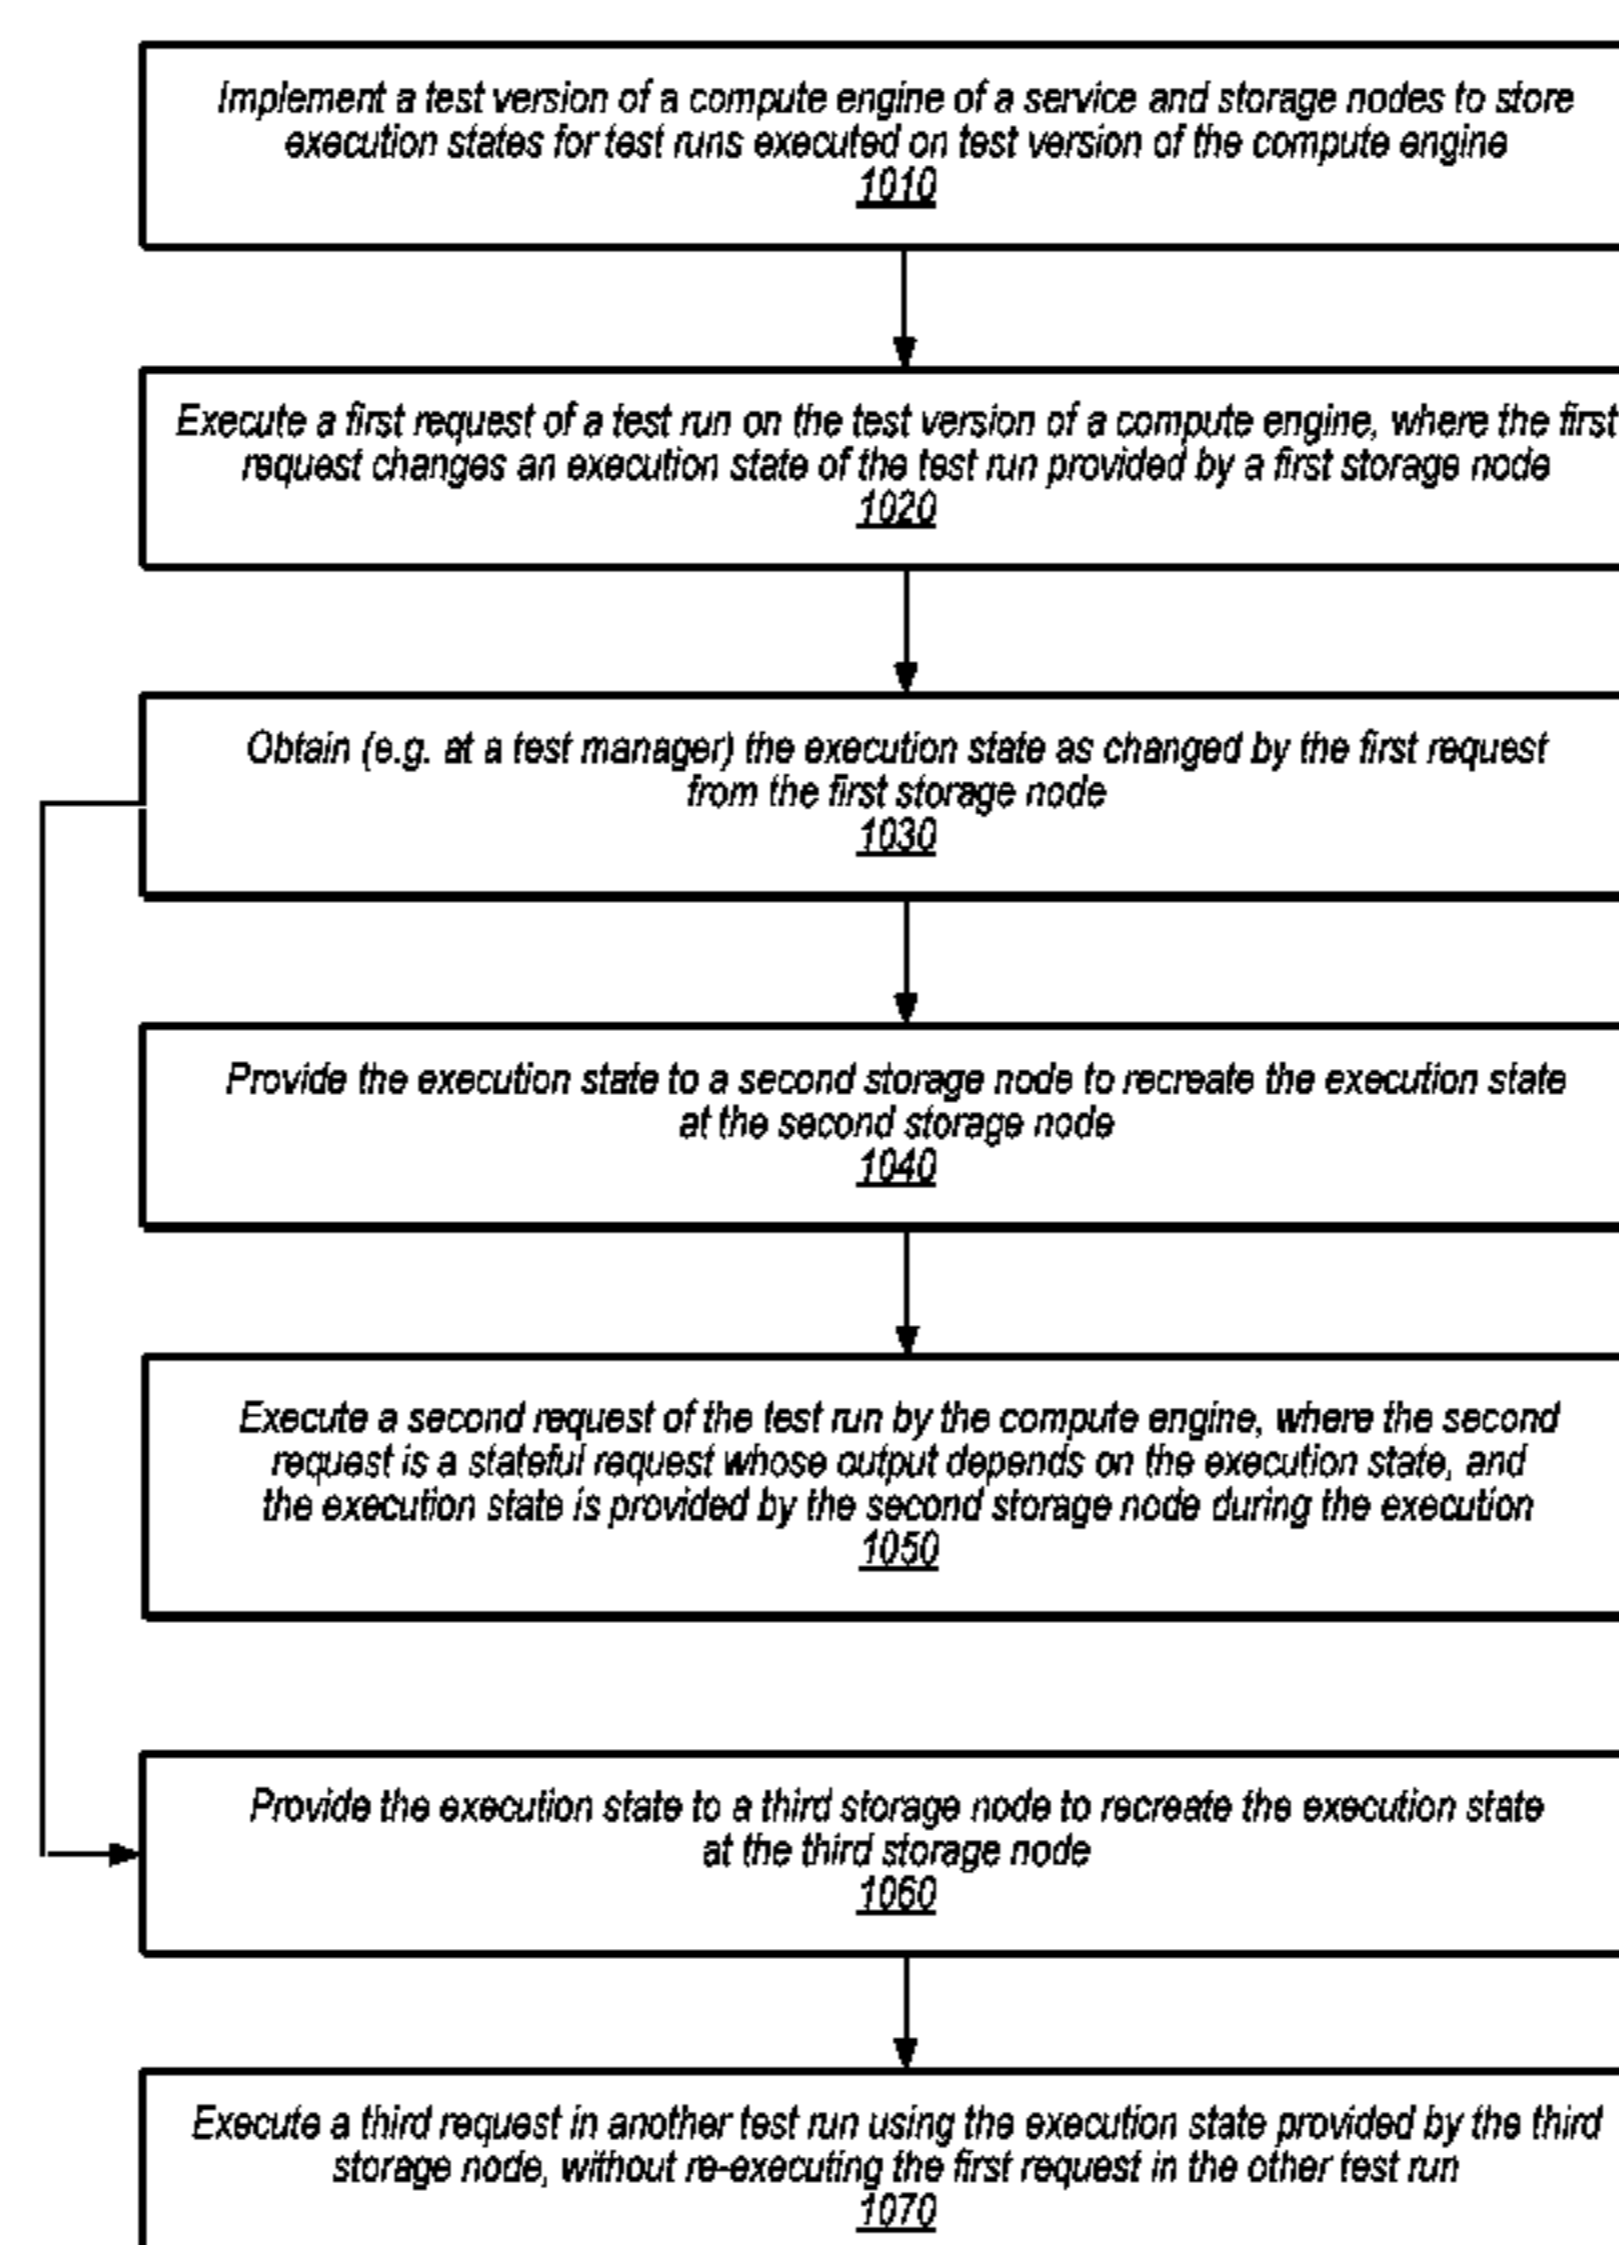 Implement a test version of a compute engine of a service and storage nodes to store
execution states for test runs executed on test version of the compute engine
1010
Execute a first request of a test run on the test version of a compute engine, where the first
request changes an execution state of the test run provided by a first storage node
1020
Obtain (e.g. at a test manager) the execution state as changed by the first request
from the first storage node
1030
Provide the execution state to a second storage node to recreate the execution state
at the second storage node
1040
Execute a second request of the test run by the compute engine, where the second
request is a stateful request whose output depends on the execution state, and
the execution state is provided by the second storage node during the execution
1050
Provide the execution state to a third storage node to recreate the execution state
at the third storage node
1060
Execute a third request in another test run using the execution state provided by the third
storage node, without re-executing the first request in the other test run
1070